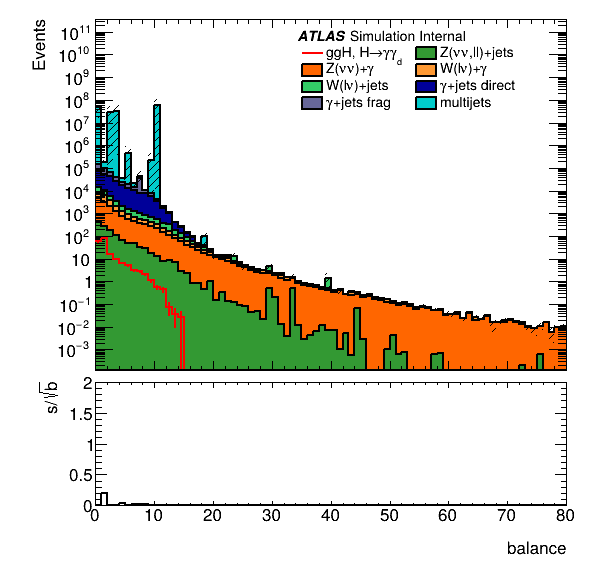 Events
10¹¹
10¹⁰
10⁹
10⁸
10⁷
10⁶
10⁵
10⁴
10³
10²
10
1
10⁻¹
10⁻²
10⁻³
ATLAS Simulation Internal
ggH, H→γγ_d
Z(νν,ll)+jets
Z(νν)+γ
W(lν)+γ
W(lν)+jets
γ+jets direct
γ+jets frag
multijets
s/√b
2
1.5
1
0.5
0
0 10 20 30 40 50 60 70 80
balance